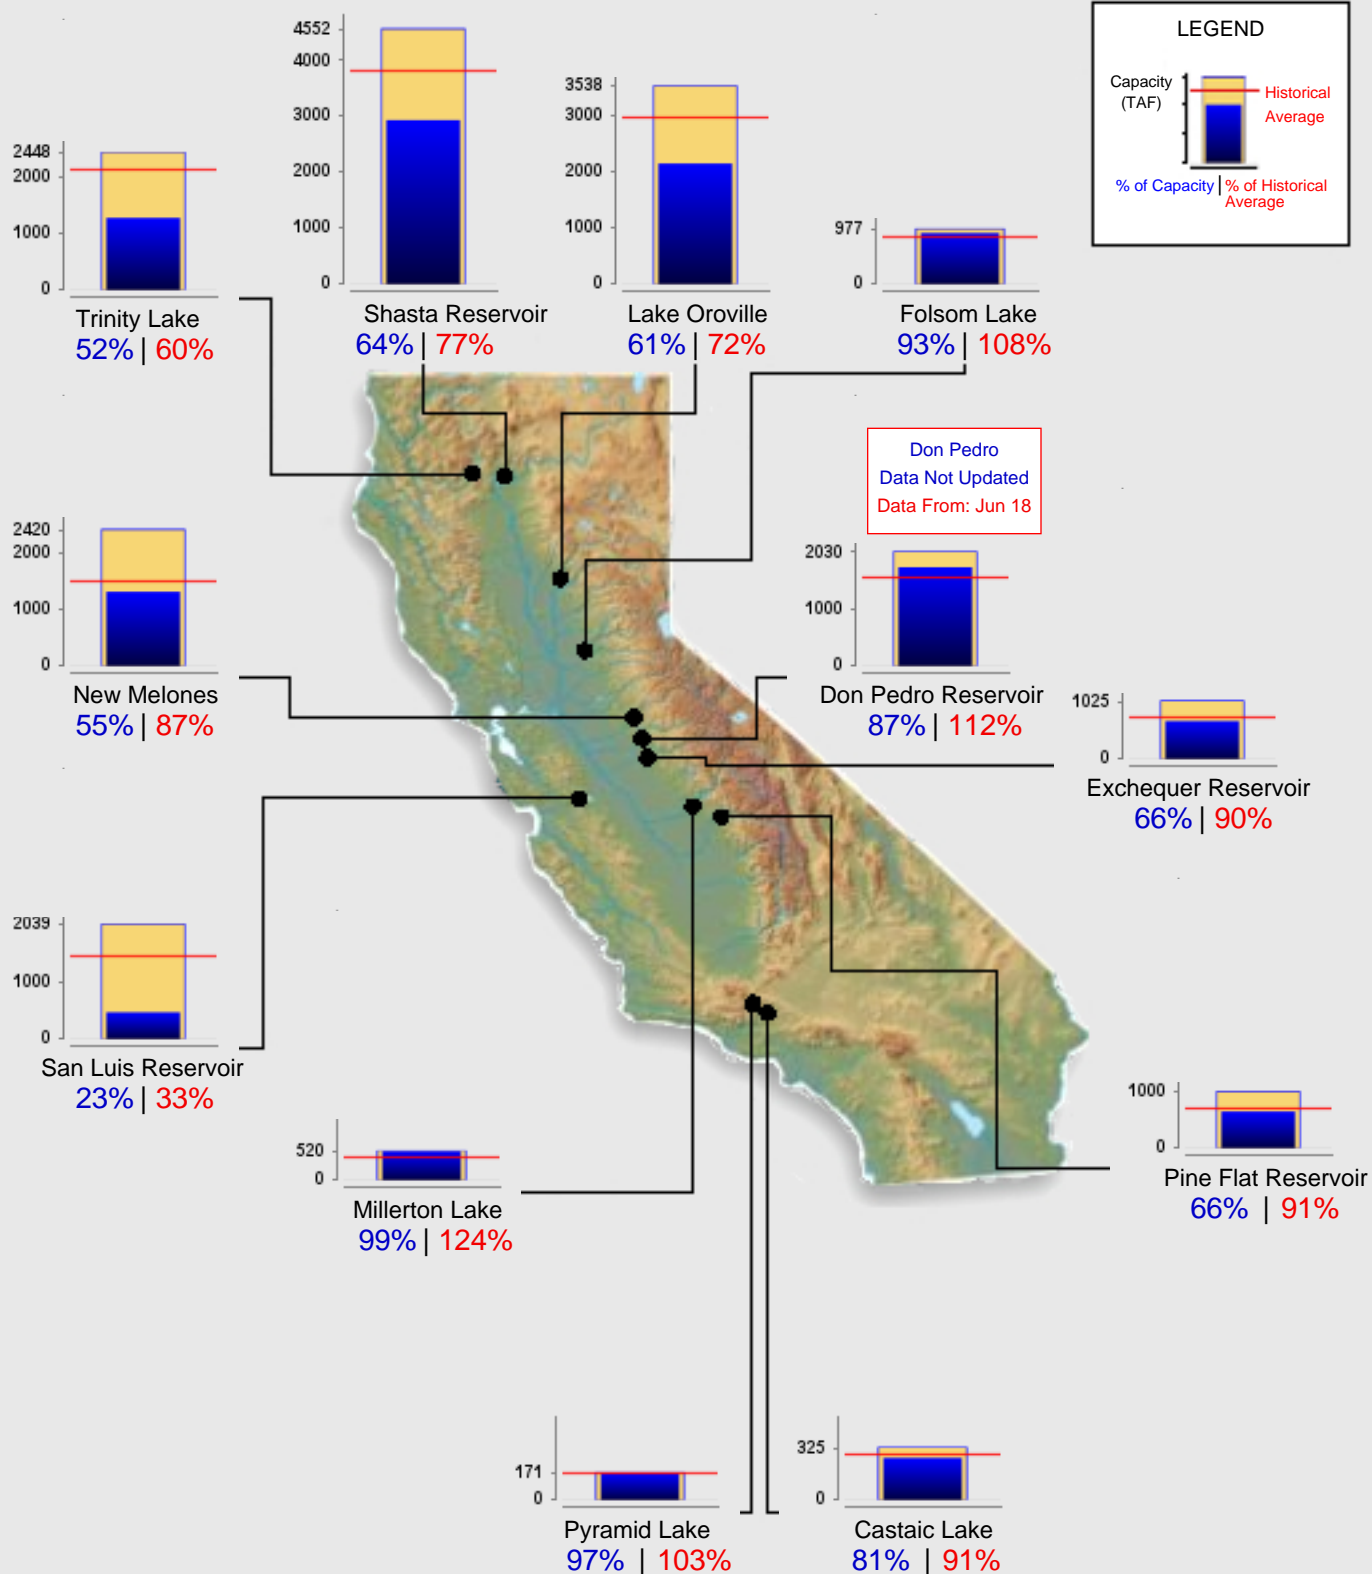 LEGEND
Capacity
(TAF)
Historical
Average
% of Capacity | % of Historical
Average
4552
4000
3000
2000
1000
0
Shasta Reservoir
64% | 77%
3538
3000
2000
1000
0
Lake Oroville
61% | 72%
2448
2000
1000
0
Trinity Lake
52% | 60%
977
0
Folsom Lake
93% | 108%
Don Pedro
Data Not Updated
Data From: Jun 18
2030
1000
0
Don Pedro Reservoir
87% | 112%
2420
2000
1000
0
New Melones
55% | 87%
1025
0
Exchequer Reservoir
66% | 90%
2039
1000
0
San Luis Reservoir
23% | 33%
520
0
Millerton Lake
99% | 124%
1000
0
Pine Flat Reservoir
66% | 91%
171
0
Pyramid Lake
97% | 103%
325
0
Castaic Lake
81% | 91%